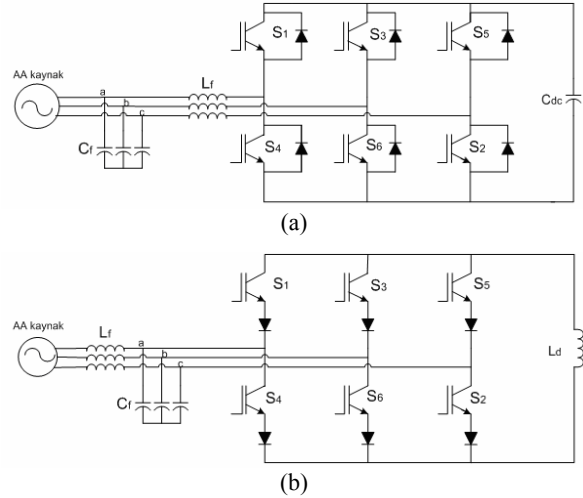 S1
S3
S5
AA kaynak
a
b
c
Lf
Cf
Cdc
S4
S6
S2
(a)
S1
S3
S5
AA kaynak
Lf
a
b
c
Ld
Cf
S4
S6
S2
(b)